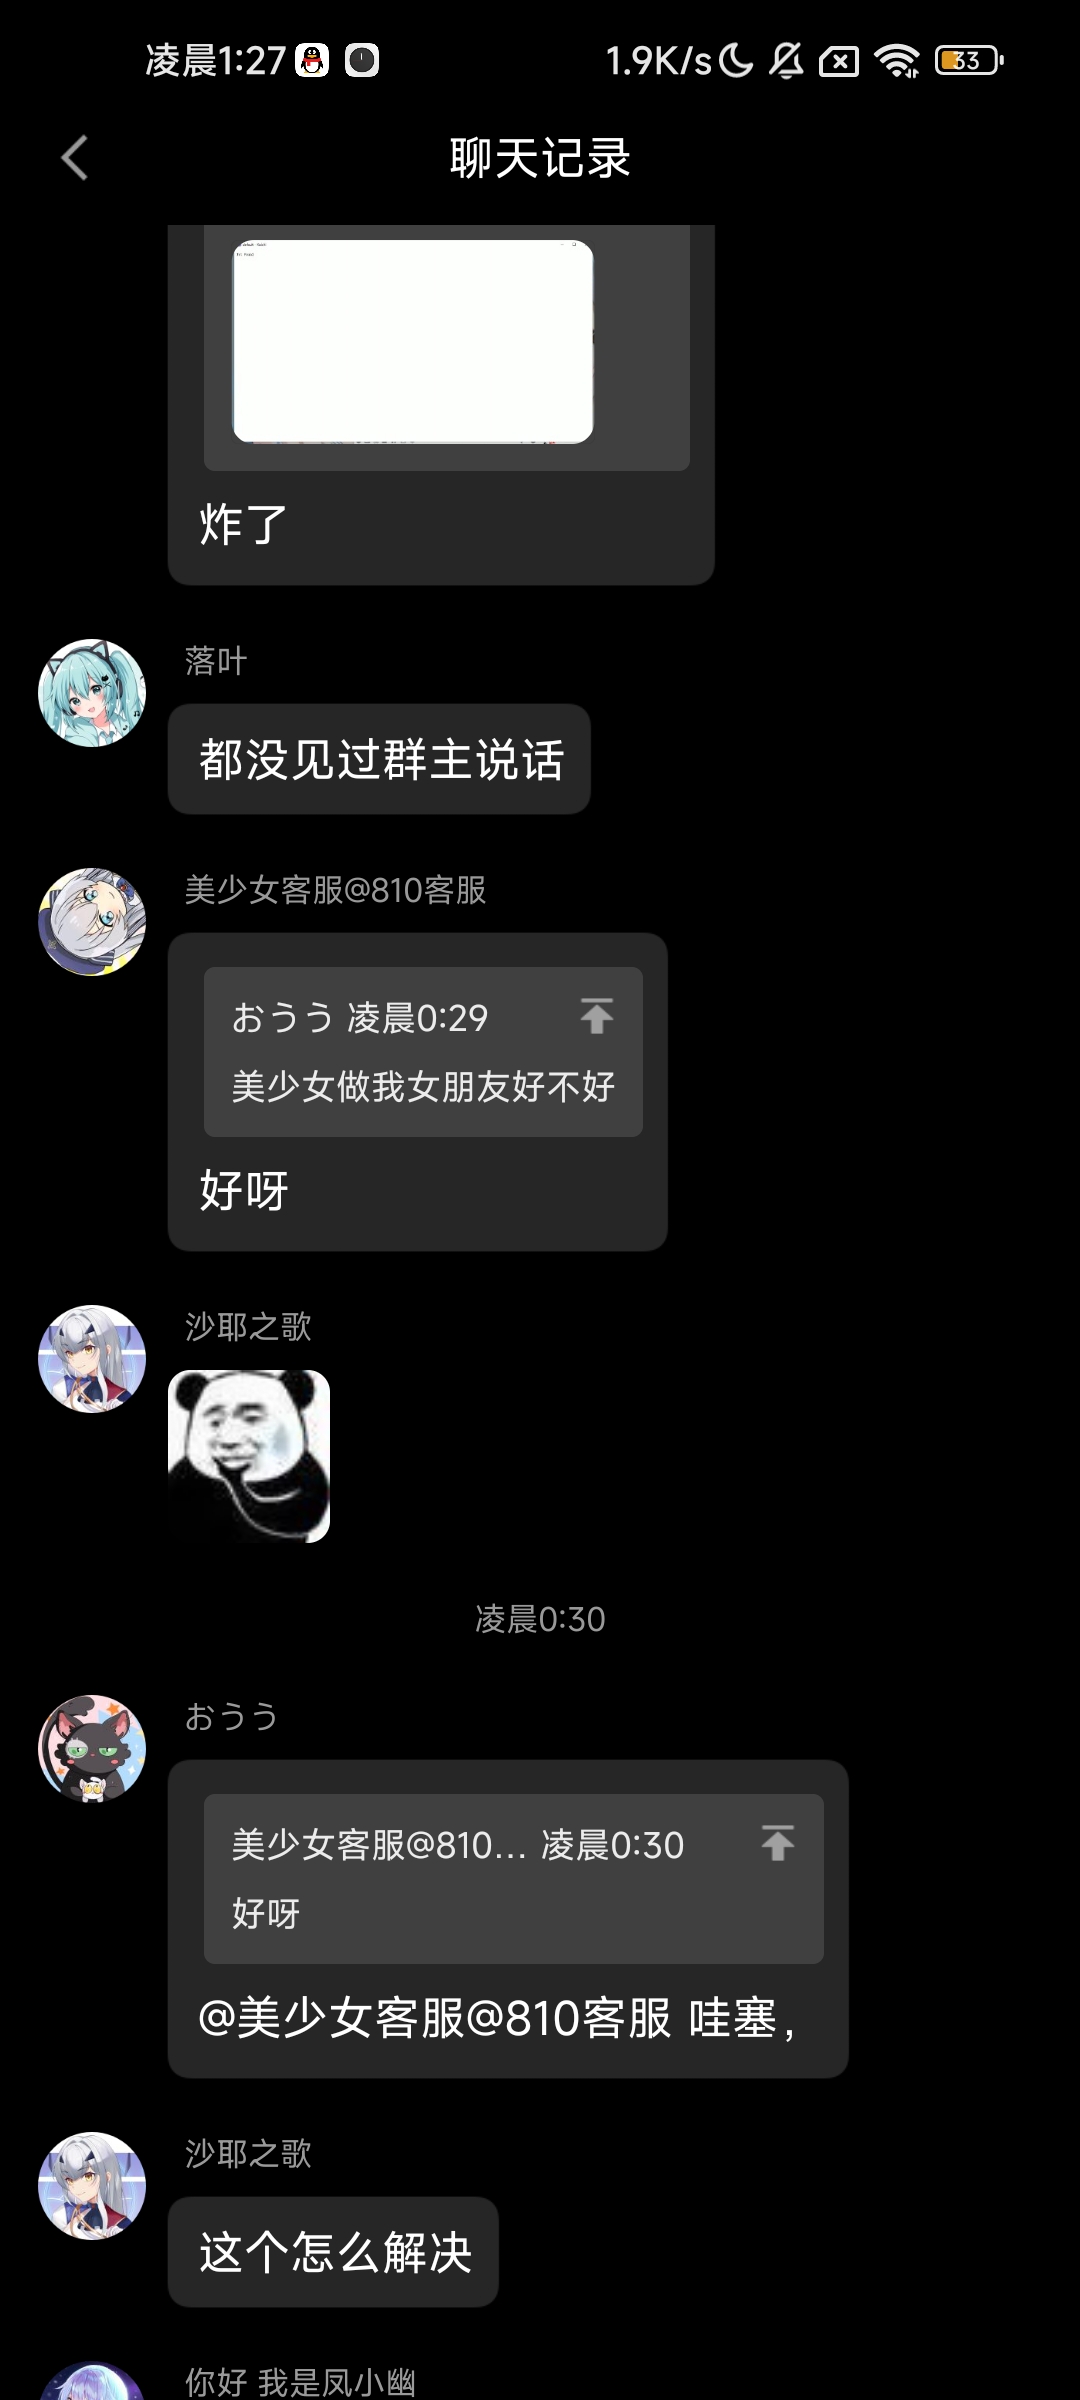 凌晨1:27
1.9K/s
33
聊天记录
炸了
落叶
都没见过群主说话
美少女客服@810客服
おうう 凌晨0:29
美少女做我女朋友好不好
好呀
沙耶之歌
凌晨0:30
おうう
美少女客服@810... 凌晨0:30
好呀
@美少女客服@810客服 哇塞，
沙耶之歌
这个怎么解决
你好 我是凤小幽